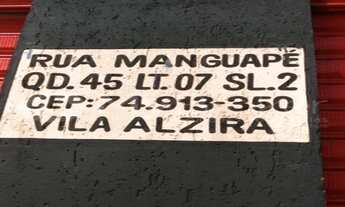 RUA MANGUAPÉ
QD. 45 LT. 07 SL. 2
CEP: 74.913-350
VILA ALZIRA